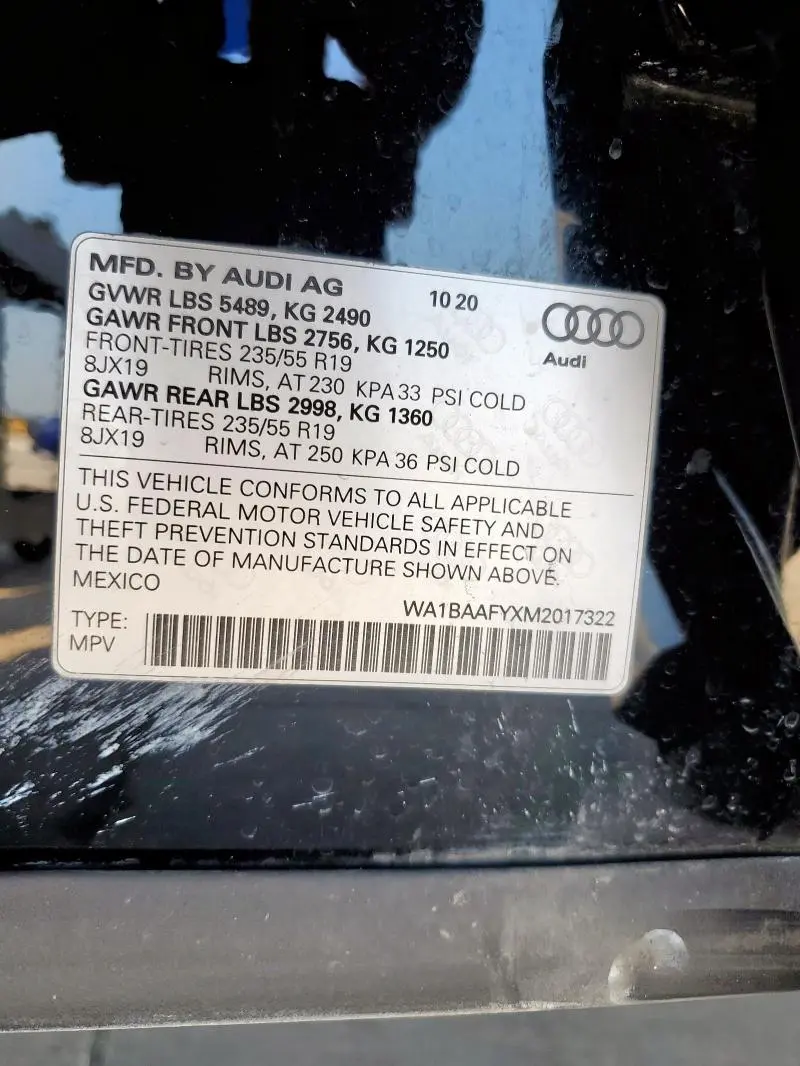 MFD. BY AUDI AG 10 20
GVWR LBS 5489, KG 2490
GAWR FRONT LBS 2756, KG 1250
FRONT-TIRES 235/55 R19
8JX19 RIMS, AT 230 KPA 33 PSI COLD
GAWR REAR LBS 2998, KG 1360
REAR-TIRES 235/55 R19
8JX19 RIMS, AT 250 KPA 36 PSI COLD
Audi
THIS VEHICLE CONFORMS TO ALL APPLICABLE
U.S. FEDERAL MOTOR VEHICLE SAFETY AND
THEFT PREVENTION STANDARDS IN EFFECT ON
THE DATE OF MANUFACTURE SHOWN ABOVE.
MEXICO
WA1BAAFYXM2017322
TYPE:
MPV